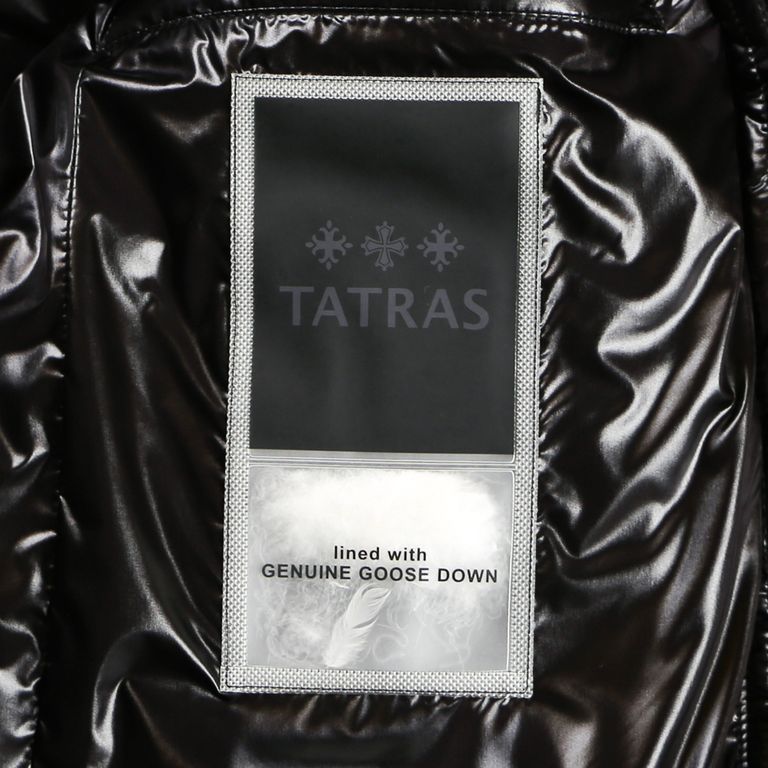 TATRAS
lined with
GENUINE GOOSE DOWN